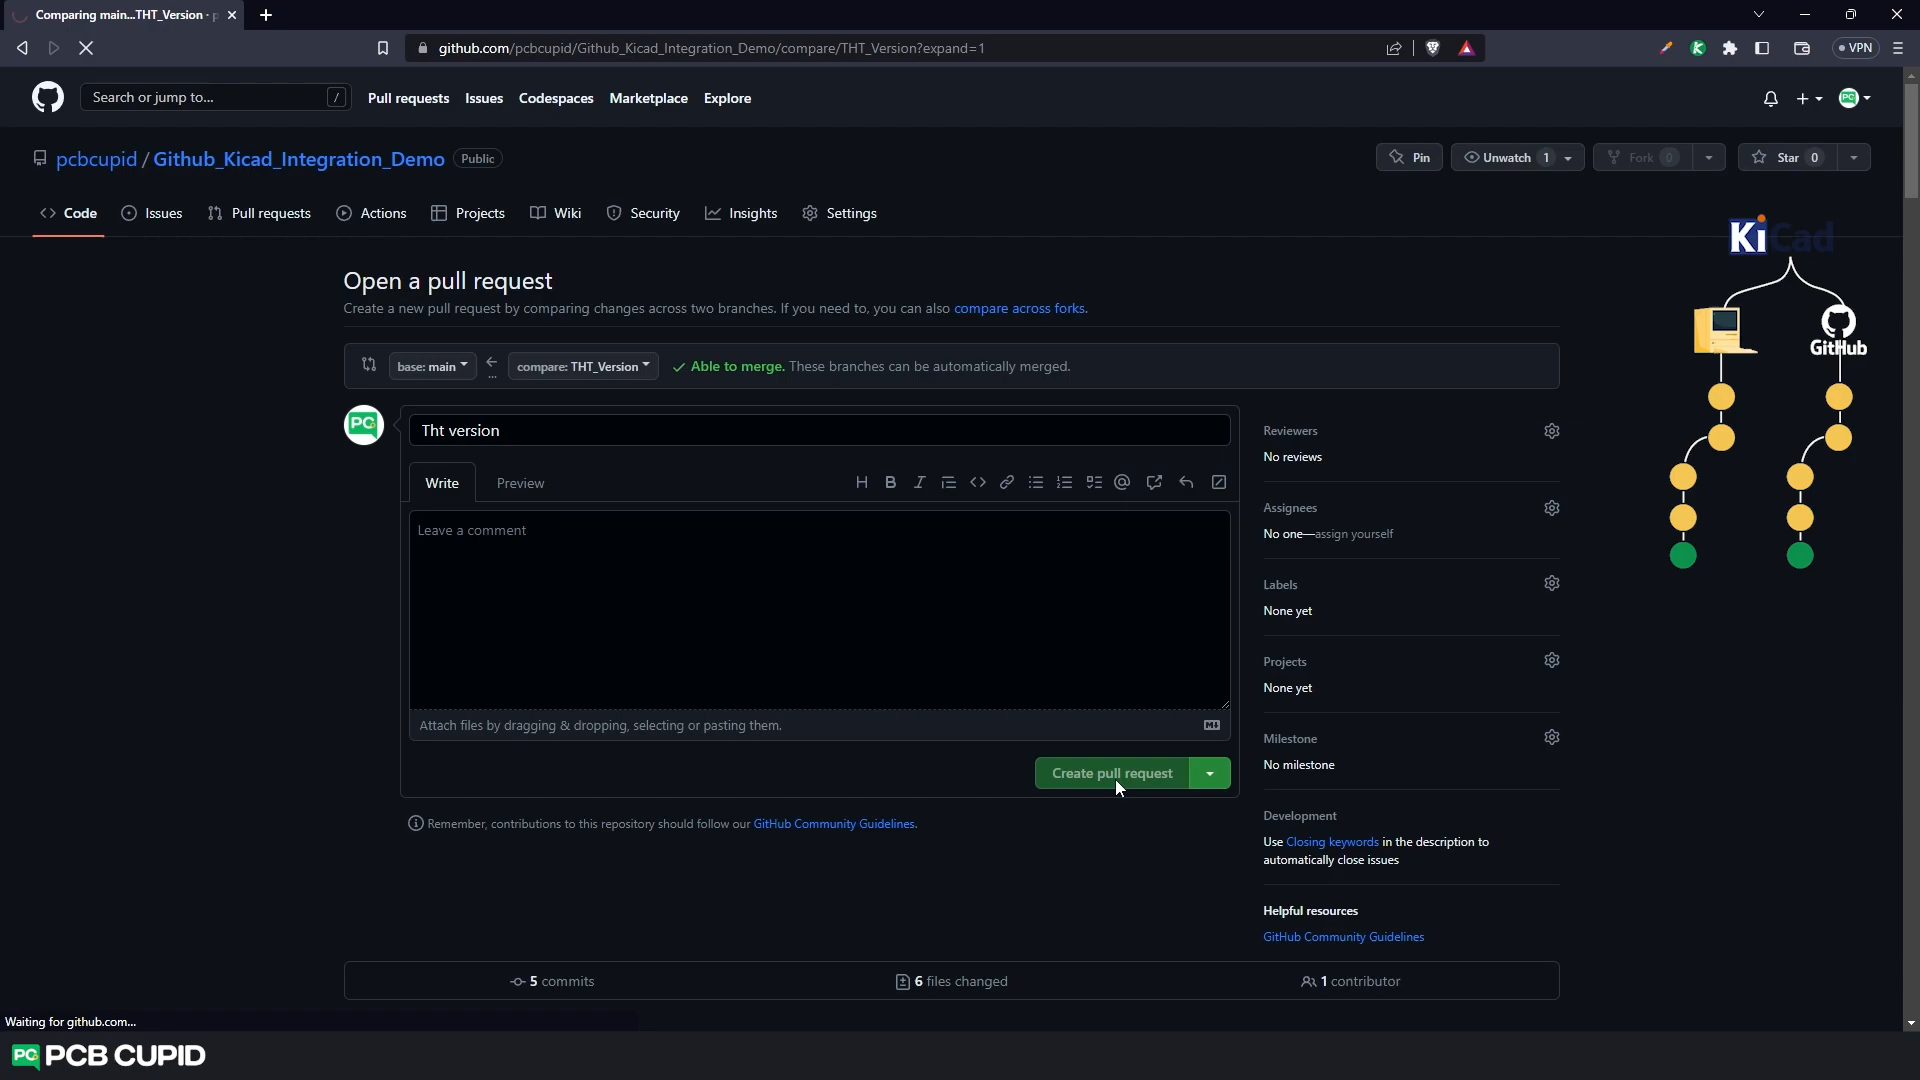 Comparing main...THT_Version · p
github.com/pcbcupid/Github_Kicad_Integration_Demo/compare/THT_Version?expand=1
VPN
Search or jump to...
/
Pull requests
Issues
Codespaces
Marketplace
Explore
pcbcupid / Github_Kicad_Integration_Demo
Public
Pin
Unwatch 1
Fork 0
Star 0
Code
Issues
Pull requests
Actions
Projects
Wiki
Security
Insights
Settings
KiCad
GitHub
Open a pull request
Create a new pull request by comparing changes across two branches. If you need to, you can also compare across forks.
base: main
...
compare: THT_Version
Able to merge. These branches can be automatically merged.
PC
Tht version
Write
Preview
Leave a comment
Attach files by dragging & dropping, selecting or pasting them.
Create pull request
Remember, contributions to this repository should follow our GitHub Community Guidelines.
Reviewers
No reviews
Assignees
No one—assign yourself
Labels
None yet
Projects
None yet
Milestone
No milestone
Development
Use Closing keywords in the description to
automatically close issues
Helpful resources
GitHub Community Guidelines
5 commits
6 files changed
1 contributor
Waiting for github.com...
PC PCB CUPID